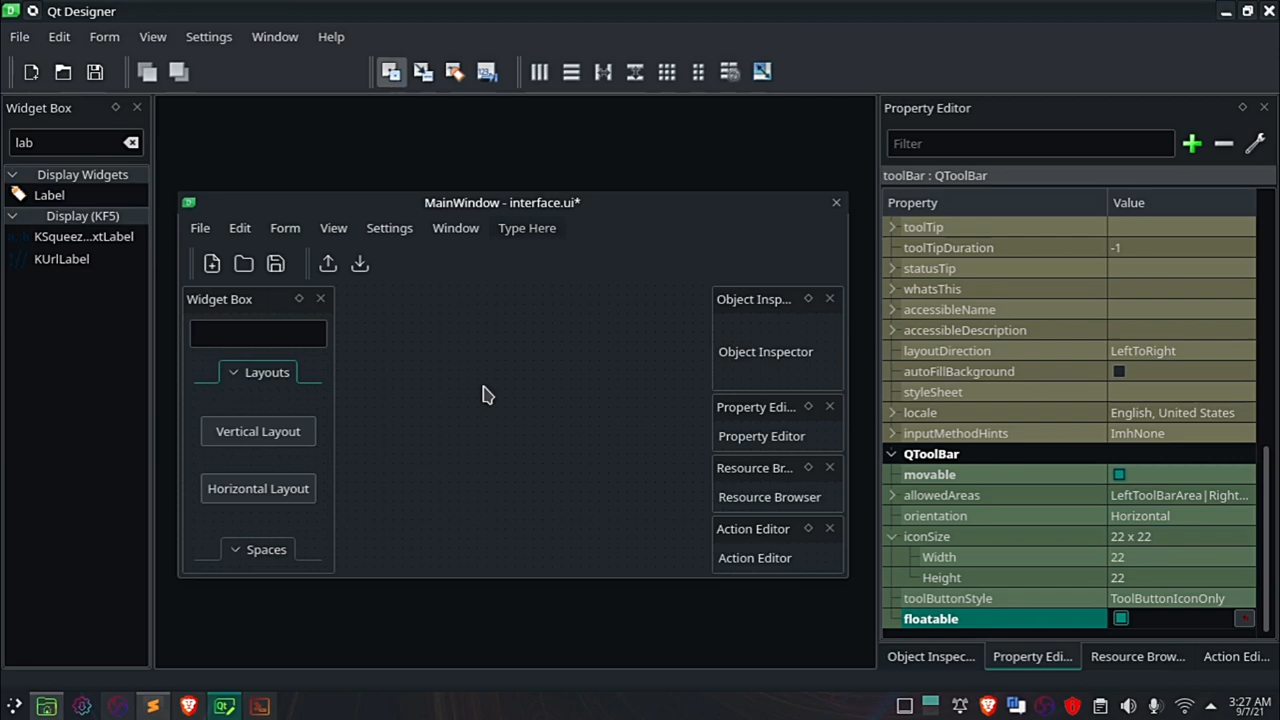 Qt Designer
File Edit Form View Settings Window Help
Widget Box
lab
Display Widgets
Label
Display (KF5)
KSqueez...xtLabel
KUrlLabel
MainWindow - interface.ui*
File Edit Form View Settings Window Type Here
Widget Box
Layouts
Vertical Layout
Horizontal Layout
Spaces
Object Insp...
Object Inspector
Property Edi...
Property Editor
Resource Br...
Resource Browser
Action Editor
Action Editor
Property Editor
Filter
toolBar : QToolBar
Property Value
toolTip
toolTipDuration -1
statusTip
whatsThis
accessibleName
accessibleDescription
layoutDirection LeftToRight
autoFillBackground
styleSheet
locale English, United States
inputMethodHints ImhNone
QToolBar
movable
allowedAreas LeftToolBarArea|Right...
orientation Horizontal
iconSize 22 x 22
Width 22
Height 22
toolButtonStyle ToolButtonIconOnly
floatable
Object Inspec... Property Edi... Resource Brow... Action Edi...
3:27 AM
9/7/21